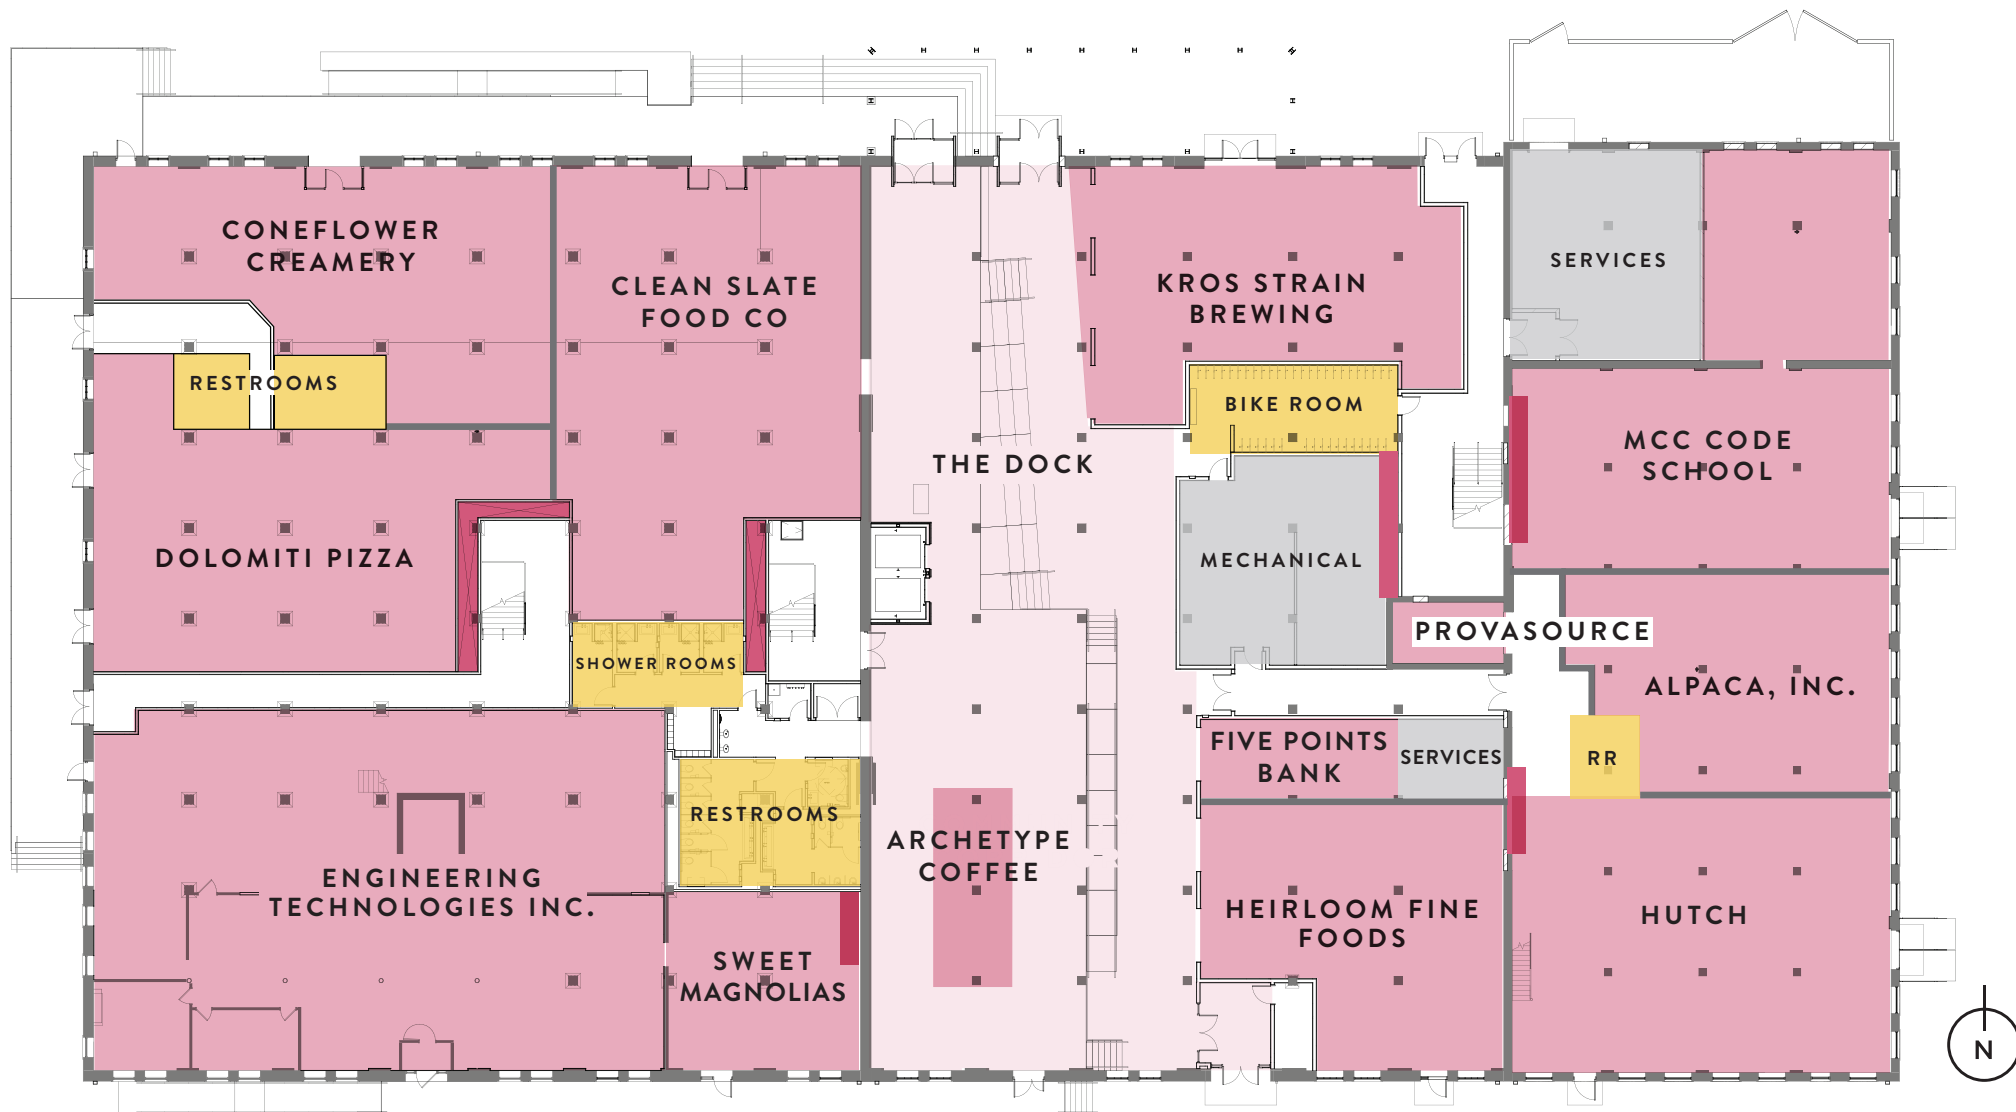 CONEFLOWER
CREAMERY
CLEAN SLATE
FOOD CO
KROS STRAIN
BREWING
SERVICES
RESTROOMS
BIKE ROOM
MCC CODE
SCHOOL
THE DOCK
DOLOMITI PIZZA
MECHANICAL
PROVASOURCE
SHOWER ROOMS
ALPACA, INC.
FIVE POINTS
BANK
SERVICES
RR
RESTROOMS
ARCHETYPE
COFFEE
ENGINEERING
TECHNOLOGIES INC.
HEIRLOOM FINE
FOODS
HUTCH
SWEET
MAGNOLIAS
N